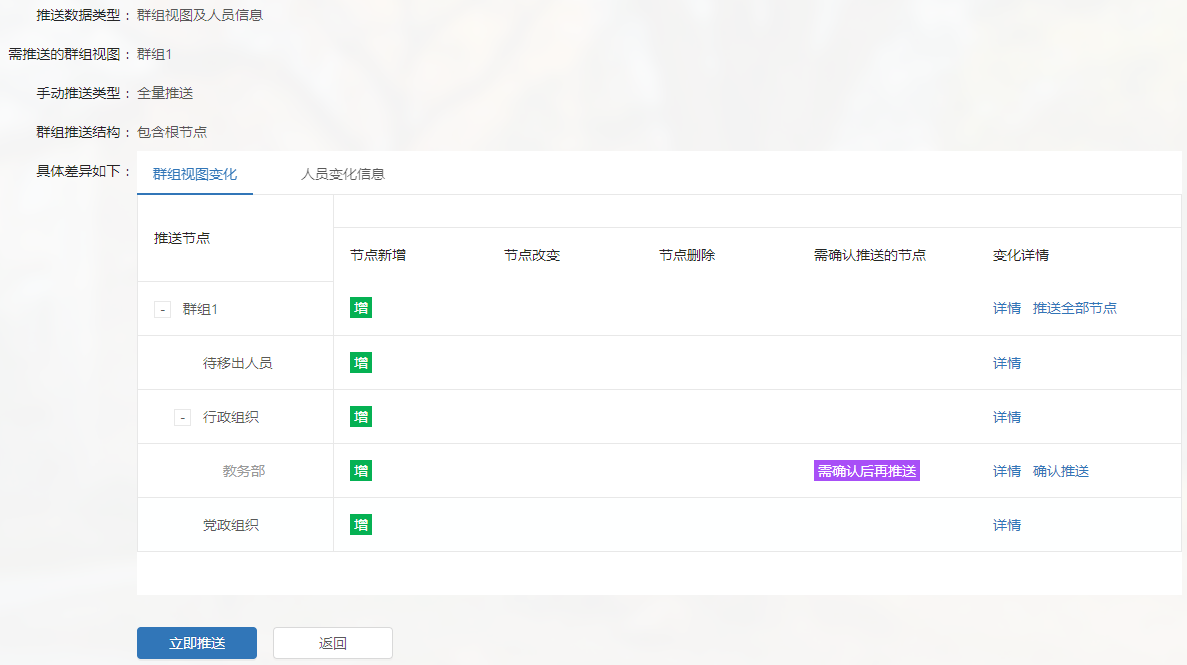 推送数据类型： 群组视图及人员信息
需推送的群组视图： 群组1
手动推送类型： 全量推送
群组推送结构： 包含根节点
具体差异如下： 群组视图变化 人员变化信息
推送节点
节点新增 节点改变 节点删除 需确认推送的节点 变化详情
- 群组1 增 详情 推送全部节点
待移出人员 增 详情
- 行政组织 增 详情
教务部 增 需确认后再推送 详情 确认推送
党政组织 增 详情
立即推送 返回